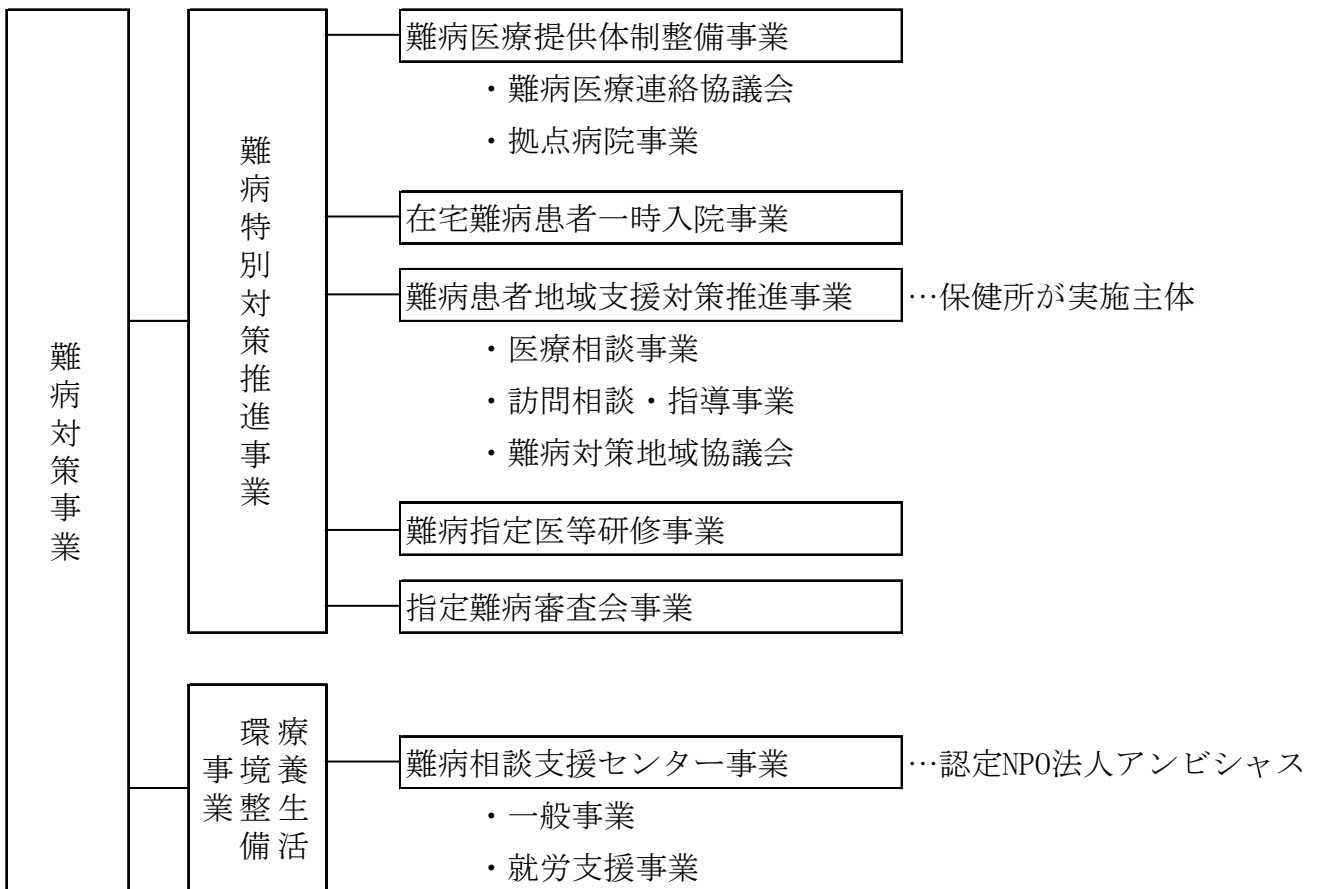 難病対策事業
難病特別対策推進事業
難病医療提供体制整備事業
・難病医療連絡協議会
・拠点病院事業
在宅難病患者一時入院事業
難病患者地域支援対策推進事業 …保健所が実施主体
・医療相談事業
・訪問相談・指導事業
・難病対策地域協議会
難病指定医等研修事業
指定難病審査会事業
療養生活
環境整備
事業
難病相談支援センター事業 …認定NPO法人アンビシャス
・一般事業
・就労支援事業